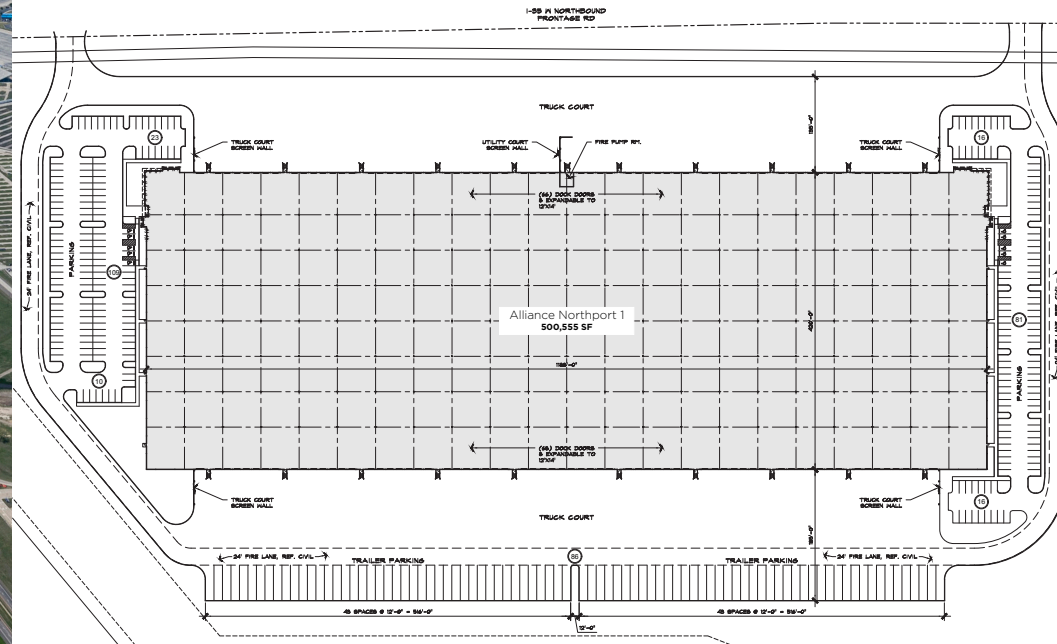 I-35 W NORTHBOUND
FRONTAGE RD
TRUCK COURT
23
TRUCK COURT
SCREEN WALL
UTILITY COURT
SCREEN WALL
FIRE PUMP RM.
TRUCK COURT
SCREEN WALL
16
DOCK DOORS
& EXPANDABLE TO
24' FIRE LANE, REF. CIVIL
PARKING
109
Alliance Northport 1
500,555 SF
81
PARKING
10
DOCK DOORS
& EXPANDABLE TO
TRUCK COURT
SCREEN WALL
TRUCK COURT
TRUCK COURT
SCREEN WALL
16
24' FIRE LANE, REF. CIVIL
TRAILER PARKING
86
TRAILER PARKING
24' FIRE LANE, REF. CIVIL
43 SPACES @ 12'-0" = 516'-0"
43 SPACES @ 12'-0" = 516'-0"
12'-0"